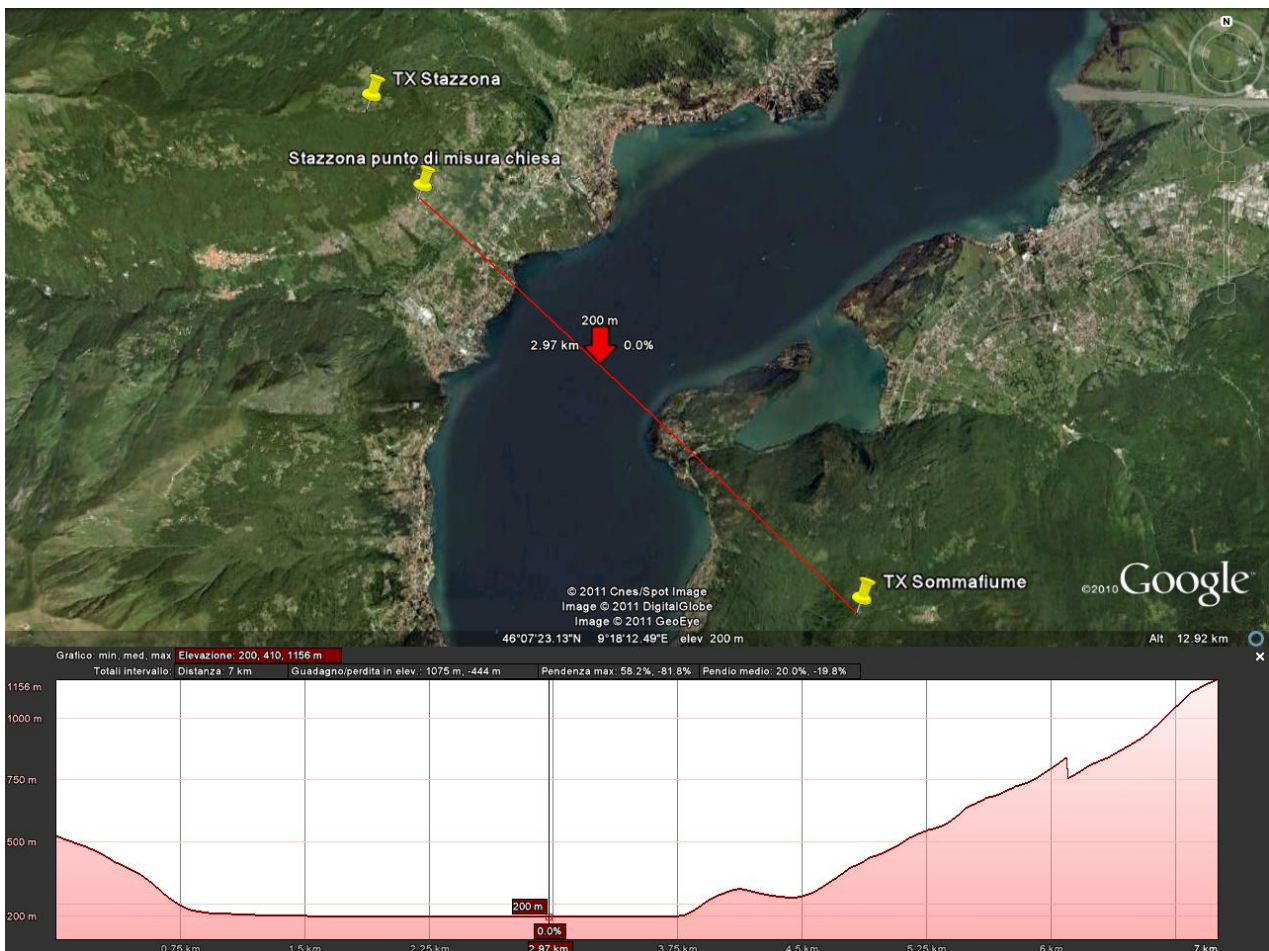 N
TX Stazzona
Stazzona punto di misura chiesa
200 m
2.97 km 0.0%
TX Sommafiume
© 2011 Cnes/Spot Image
Image © 2011 DigitalGlobe
Image © 2011 GeoEye
©2010 Google
46°07'23.13"N 9°18'12.49"E elev 200 m
Alt 12.92 km
Grafico: min, med, max Elevazione: 200, 410, 1156 m
Totali intervallo: Distanza: 7 km Guadagno/perdita in elev.: 1075 m, -444 m Pendenza max: 58.2%, -81.8% Pendio medio: 20.0%, -19.8%
1156 m
1000 m
750 m
500 m
200 m
200 m
0.0%
0.75 km 1.5 km 2.25 km 2.97 km 3.75 km 4.5 km 5.25 km 6 km 7 km